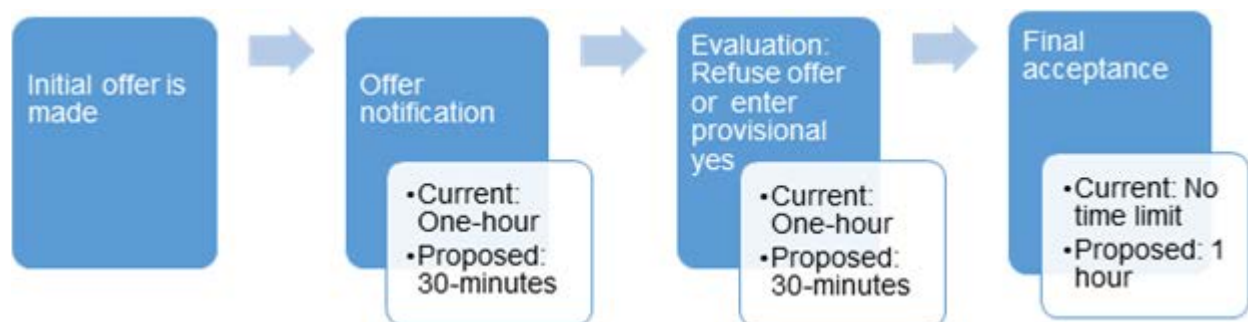 Initial offer is
made
Offer
notification
•Current:
One-hour
•Proposed:
30-minutes
Evaluation:
Refuse offer
or enter
provisional
yes
•Current:
One-hour
•Proposed:
30-minutes
Final
acceptance
•Current: No
time limit
•Proposed: 1
hour